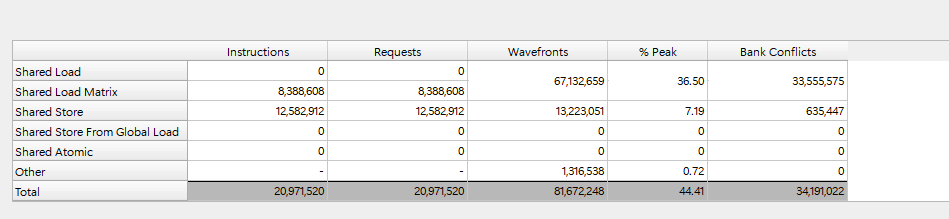 Instructions Requests Wavefronts % Peak Bank Conflicts
Shared Load 0 0 67,132,659 36.50 33,555,575
Shared Load Matrix 8,388,608 8,388,608
Shared Store 12,582,912 12,582,912 13,223,051 7.19 635,447
Shared Store From Global Load 0 0 0 0 0
Shared Atomic 0 0 0 0 0
Other - - 1,316,538 0.72 0
Total 20,971,520 20,971,520 81,672,248 44.41 34,191,022